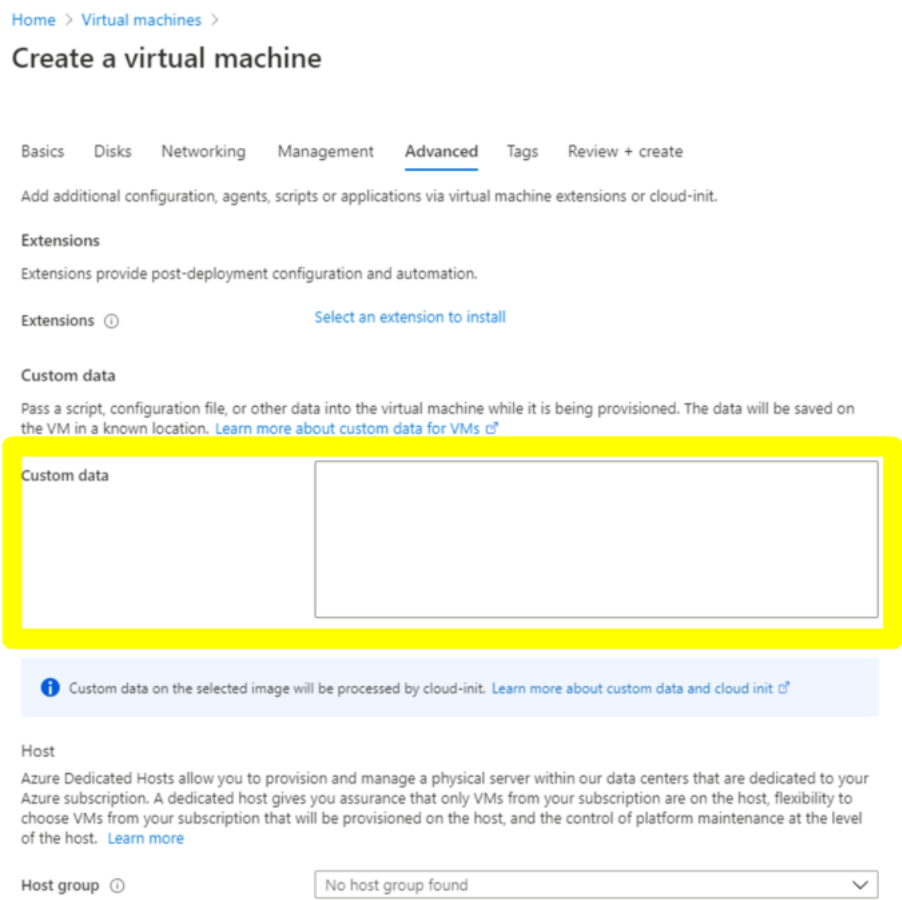 Home > Virtual machines >
Create a virtual machine
Basics Disks Networking Management Advanced Tags Review + create
Add additional configuration, agents, scripts or applications via virtual machine extensions or cloud-init.
Extensions
Extensions provide post-deployment configuration and automation.
Extensions Select an extension to install
Custom data
Pass a script, configuration file, or other data into the virtual machine while it is being provisioned. The data will be saved on
the VM in a known location. Learn more about custom data for VMs
Custom data
Custom data on the selected image will be processed by cloud-init. Learn more about custom data and cloud init
Host
Azure Dedicated Hosts allow you to provision and manage a physical server within our data centers that are dedicated to your
Azure subscription. A dedicated host gives you assurance that only VMs from your subscription are on the host, flexibility to
choose VMs from your subscription that will be provisioned on the host, and the control of platform maintenance at the level
of the host. Learn more
Host group No host group found